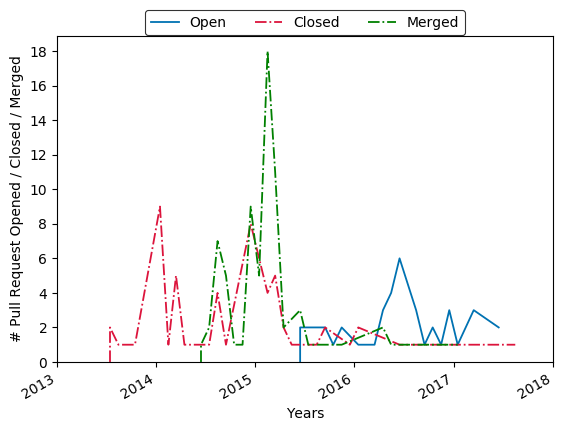 Open Closed Merged
# Pull Request Opened / Closed / Merged
18
16
14
12
10
8
6
4
2
0
2013 2014 2015 2016 2017 2018
Years